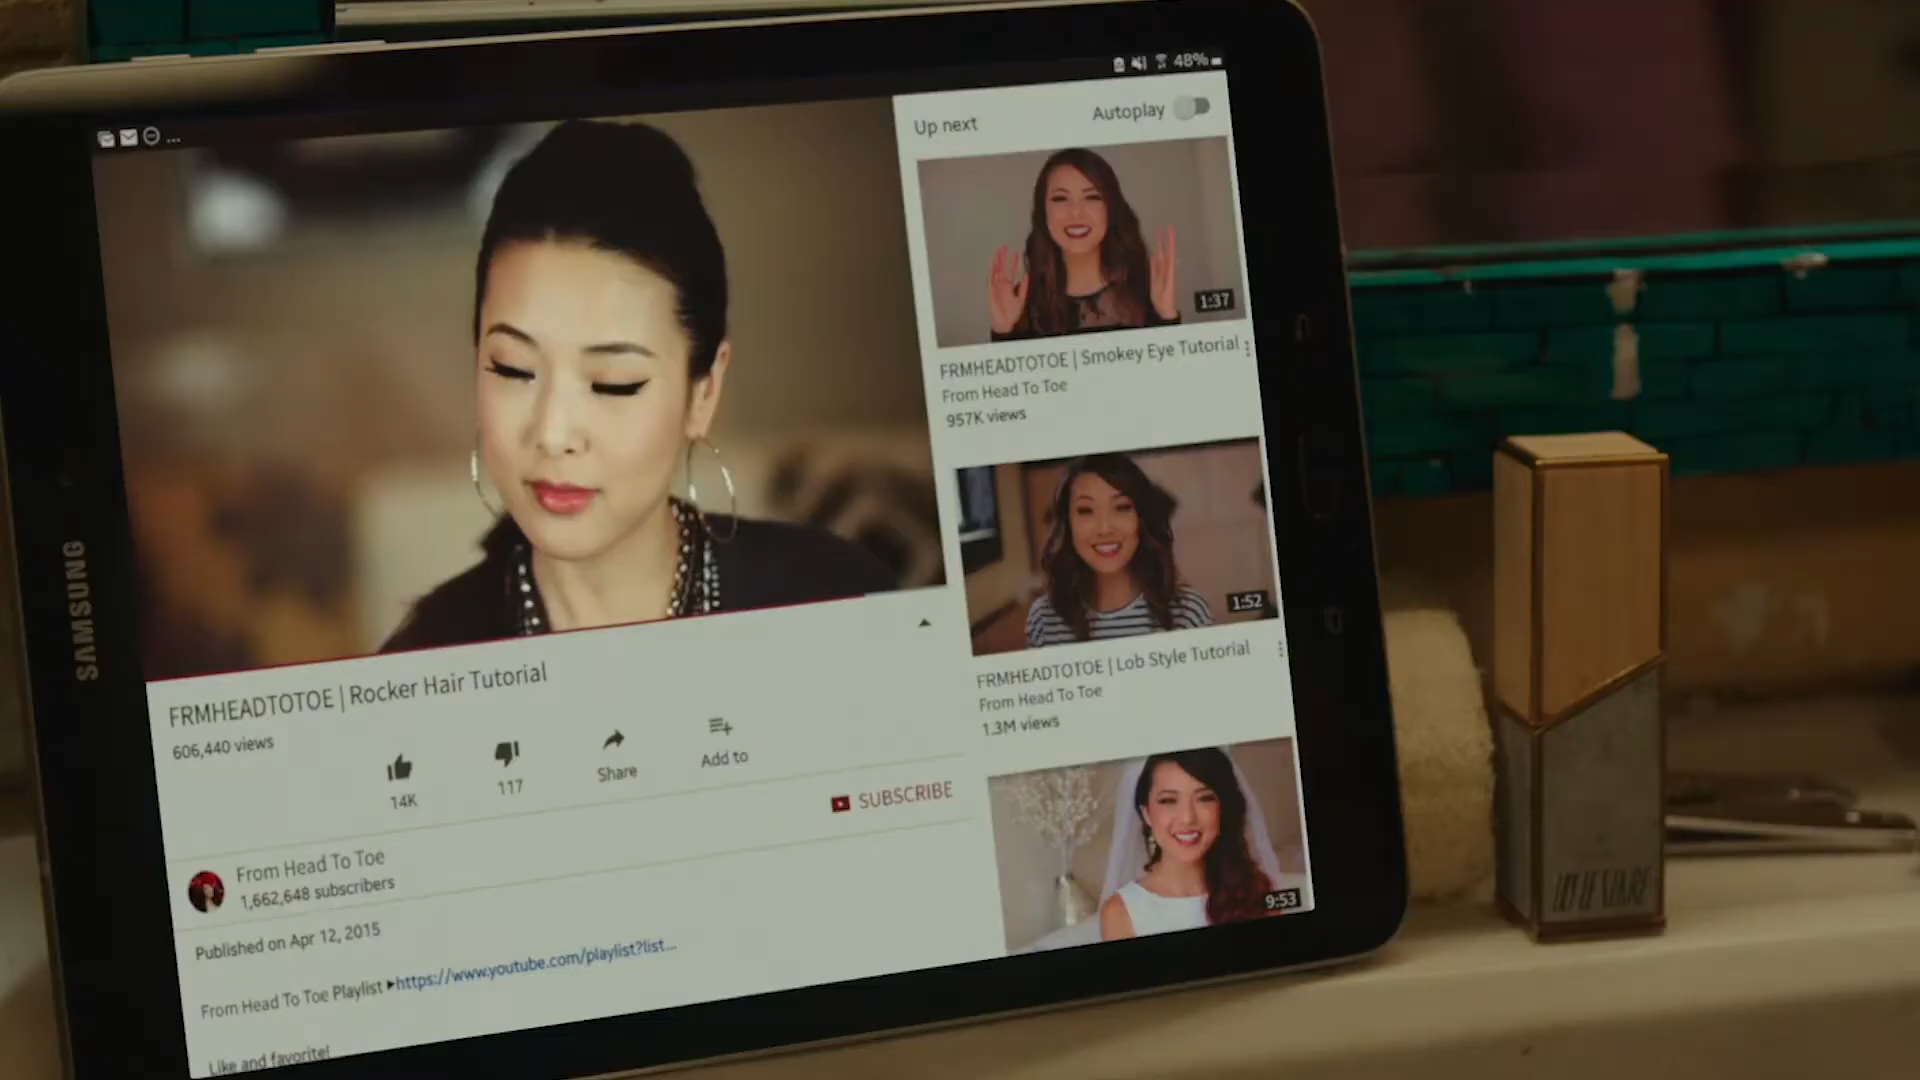 48%
Up next
Autoplay
1:37
FRMHEADTOTOE | Smokey Eye Tutorial
From Head To Toe
957K views
1:52
FRMHEADTOTOE | Lob Style Tutorial
From Head To Toe
1.3M views
9:53
SAMSUNG
FRMHEADTOTOE | Rocker Hair Tutorial
606,440 views
14K
117
Share
Add to
SUBSCRIBE
From Head To Toe
1,662,648 subscribers
Published on Apr 12, 2015
From Head To Toe Playlist ▸https://www.youtube.com/playlist?list...
Like and favorite!